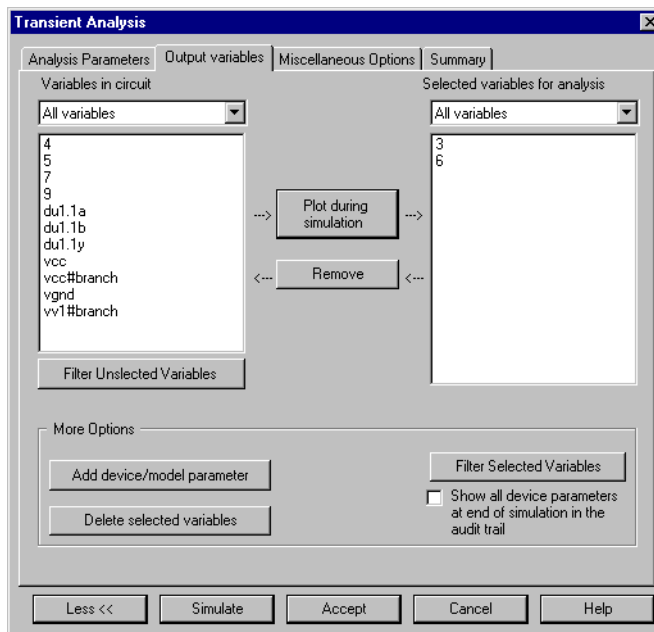 Transient Analysis
Analysis Parameters
Output variables
Miscellaneous Options
Summary
Variables in circuit
Selected variables for analysis
All variables
All variables
4
5
7
9
du1.1a
du1.1b
du1.1y
vcc
vcc#branch
vgnd
vv1#branch
3
6
--->
Plot during
simulation
--->
<---
Remove
<---
Filter Unslected Variables
More Options
Add device/model parameter
Delete selected variables
Filter Selected Variables
Show all device parameters
at end of simulation in the
audit trail
Less <<
Simulate
Accept
Cancel
Help